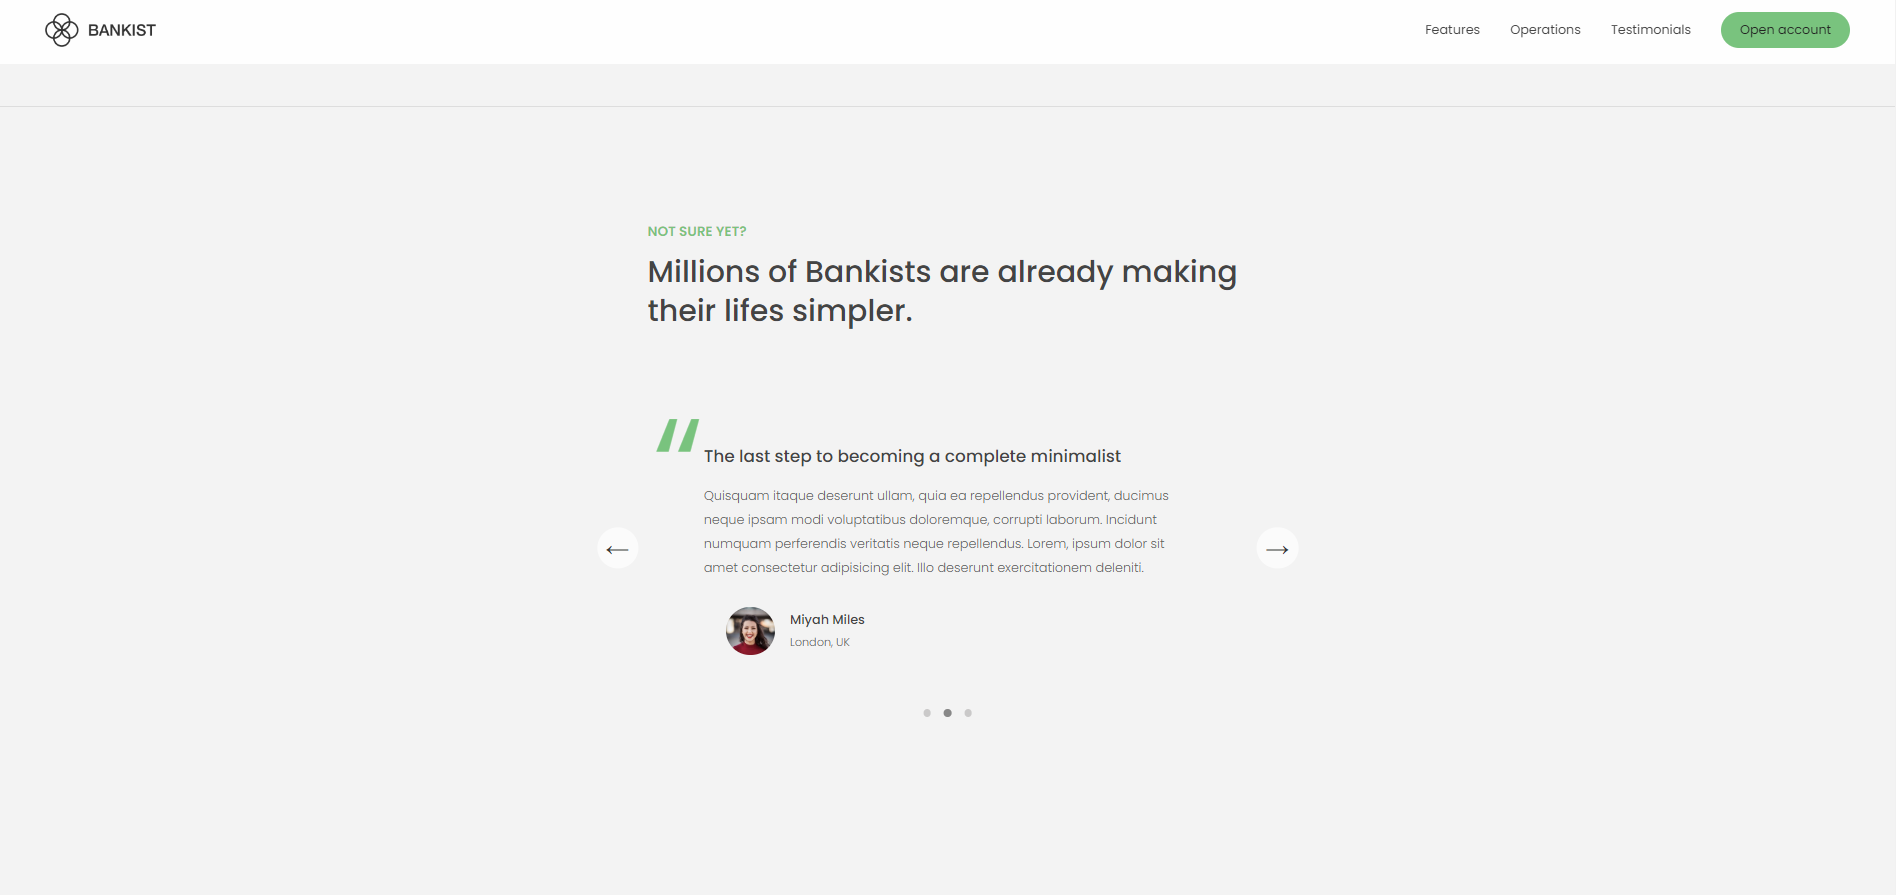 BANKIST
Features
Operations
Testimonials
Open account
NOT SURE YET?
Millions of Bankists are already making
their lifes simpler.
“
The last step to becoming a complete minimalist
Quisquam itaque deserunt ullam, quia ea repellendus provident, ducimus
neque ipsam modi voluptatibus doloremque, corrupti laborum. Incidunt
numquam perferendis veritatis neque repellendus. Lorem, ipsum dolor sit
amet consectetur adipisicing elit. Illo deserunt exercitationem deleniti.
←
→
Miyah Miles
London, UK